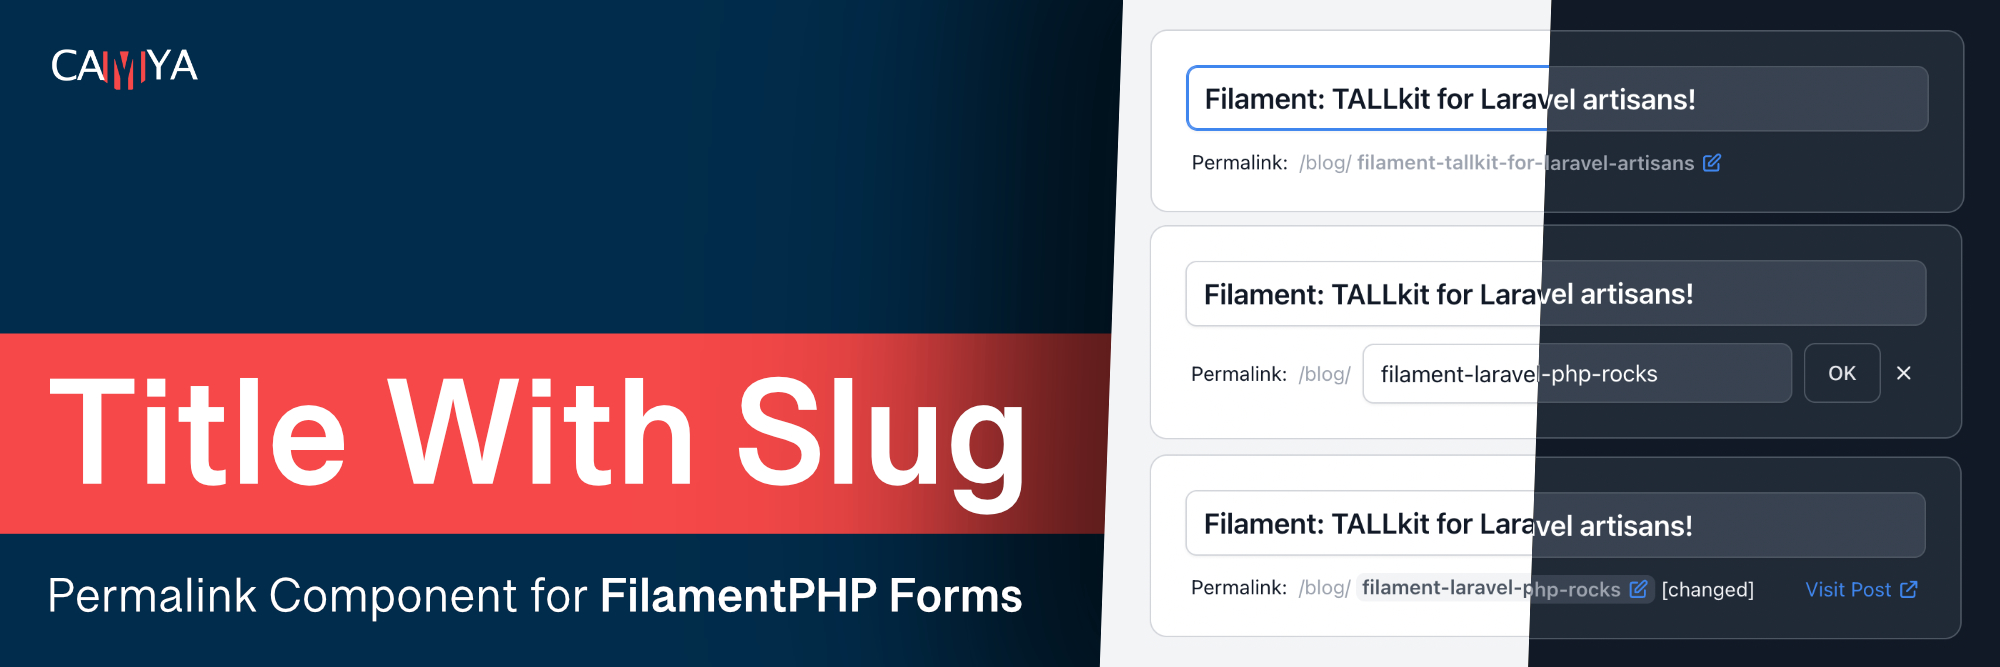 CAMYA
Title With Slug
Permalink Component for FilamentPHP Forms
Filament: TALLkit for Laravel artisans!
Permalink: /blog/ filament-tallkit-for-laravel-artisans
Filament: TALLkit for Laravel artisans!
Permalink: /blog/ filament-laravel-php-rocks OK
Filament: TALLkit for Laravel artisans!
Permalink: /blog/ filament-laravel-php-rocks [changed] Visit Post